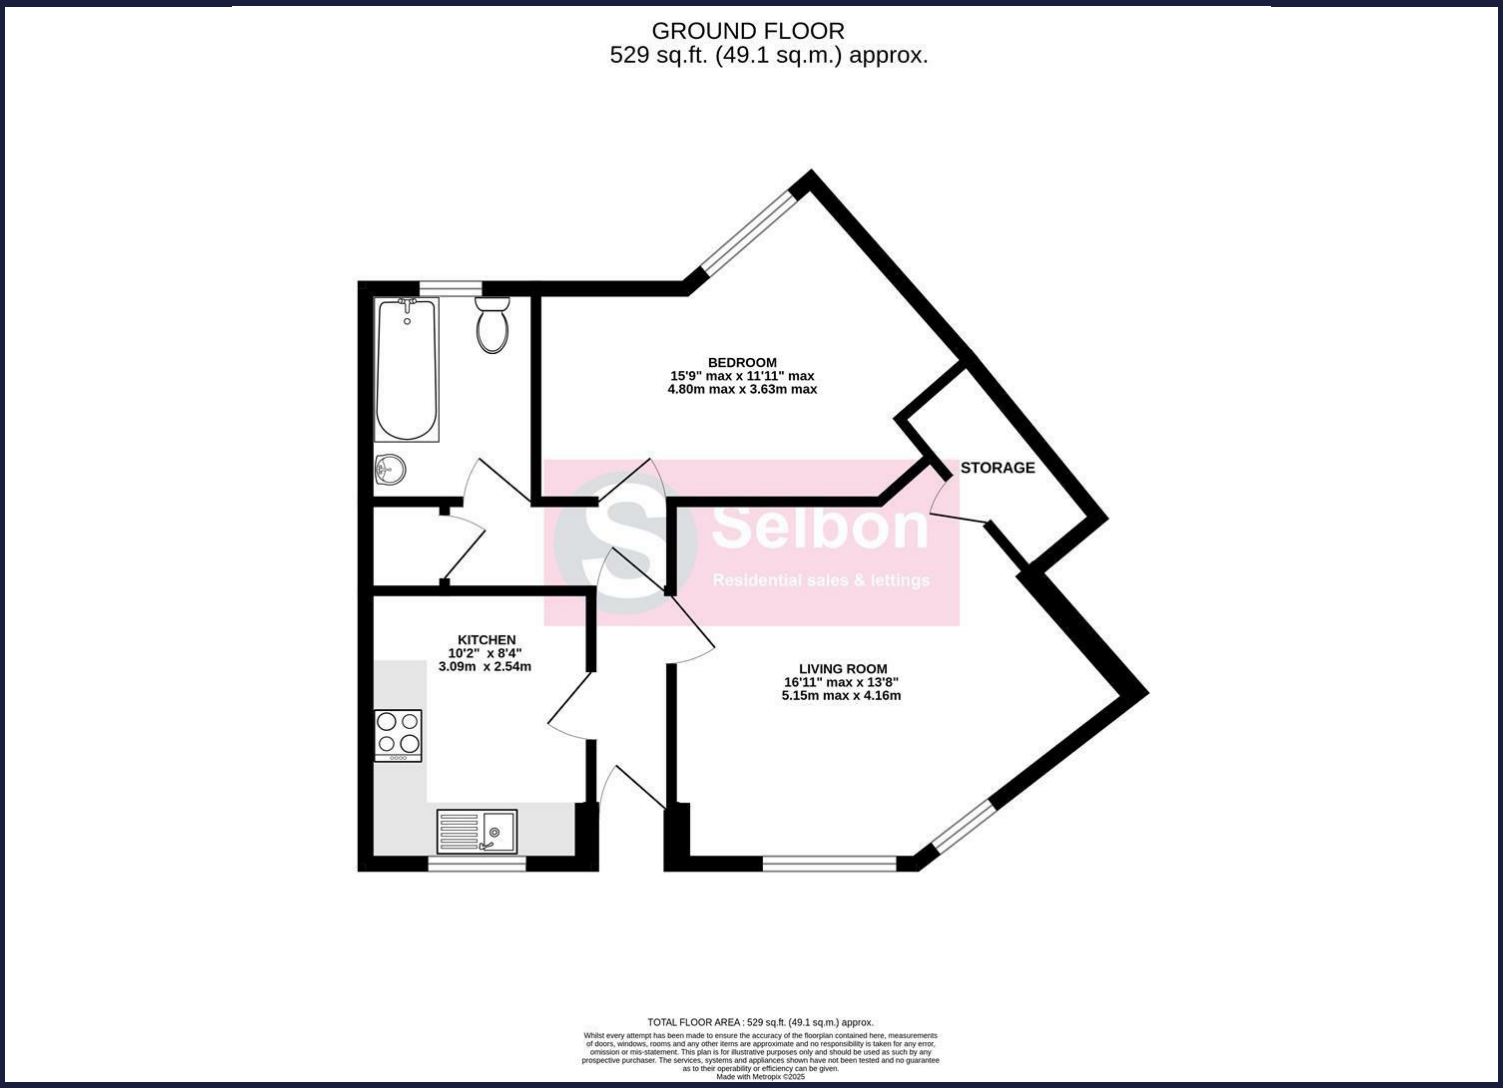 GROUND FLOOR
529 sq.ft. (49.1 sq.m.) approx.
BEDROOM
15'9" max x 11'11" max
4.80m max x 3.63m max
STORAGE
S
Selbon
Residential sales & lettings
KITCHEN
10'2" x 8'4"
3.09m x 2.54m
LIVING ROOM
16'11" max x 13'8"
5.15m max x 4.16m
TOTAL FLOOR AREA : 529 sq.ft. (49.1 sq.m.) approx.
Whilst every attempt has been made to ensure the accuracy of the floorplan contained here, measurements
of doors, windows, rooms and any other items are approximate and no responsibility is taken for any error,
omission or mis-statement. This plan is for illustrative purposes only and should be used as such by any
prospective purchaser. The services, systems and appliances shown have not been tested and no guarantee
as to their operability or efficiency can be given.
Made with Metropix ©2025